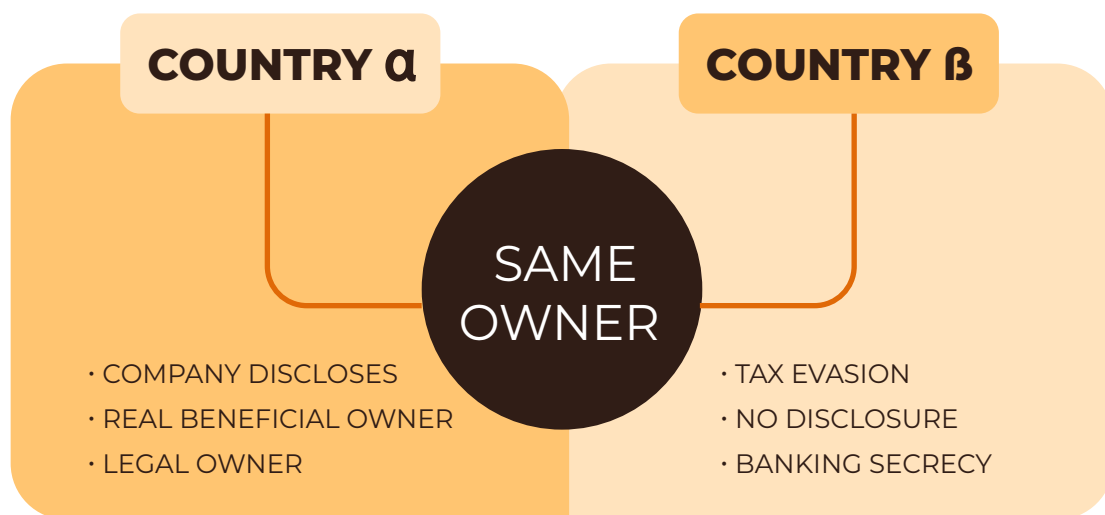 COUNTRY α
COUNTRY ß
SAME
OWNER
· COMPANY DISCLOSES
· REAL BENEFICIAL OWNER
· LEGAL OWNER
· TAX EVASION
· NO DISCLOSURE
· BANKING SECRECY